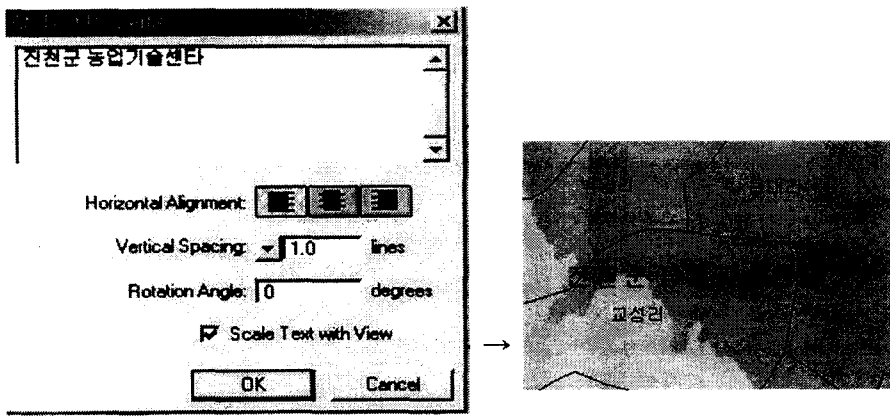 진천군 농업기술센타
Horizontal Alignment:
Vertical Spacing: 1.0 lines
Rotation Angle: 0 degrees
Scale Text with View
OK Cancel
→
교성리